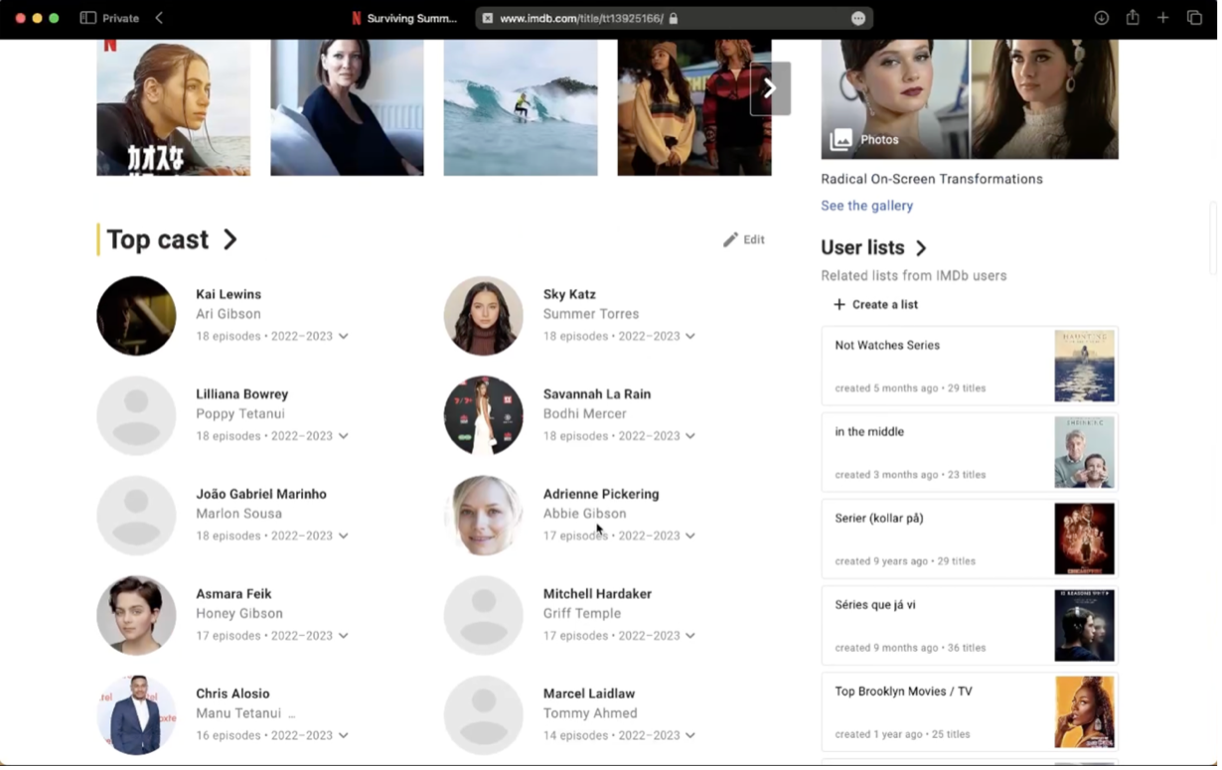 Private
Surviving Summ...
www.imdb.com/title/tt13925166/
N
カオスな
Photos
Radical On-Screen Transformations
See the gallery
Top cast
Edit
Kai Lewins
Ari Gibson
18 episodes • 2022–2023
Sky Katz
Summer Torres
18 episodes • 2022–2023
Lilliana Bowrey
Poppy Tetanui
18 episodes • 2022–2023
Savannah La Rain
Bodhi Mercer
18 episodes • 2022–2023
João Gabriel Marinho
Marlon Sousa
18 episodes • 2022–2023
Adrienne Pickering
Abbie Gibson
17 episodes • 2022–2023
Asmara Feik
Honey Gibson
17 episodes • 2022–2023
Mitchell Hardaker
Griff Temple
17 episodes • 2022–2023
Chris Alosio
Manu Tetanui ...
16 episodes • 2022–2023
Marcel Laidlaw
Tommy Ahmed
14 episodes • 2022–2023
User lists
Related lists from IMDb users
+ Create a list
Not Watches Series
created 5 months ago • 29 titles
in the middle
created 3 months ago • 23 titles
Serier (kollar på)
created 9 years ago • 29 titles
Séries que já vi
created 9 months ago • 36 titles
Top Brooklyn Movies / TV
created 1 year ago • 25 titles